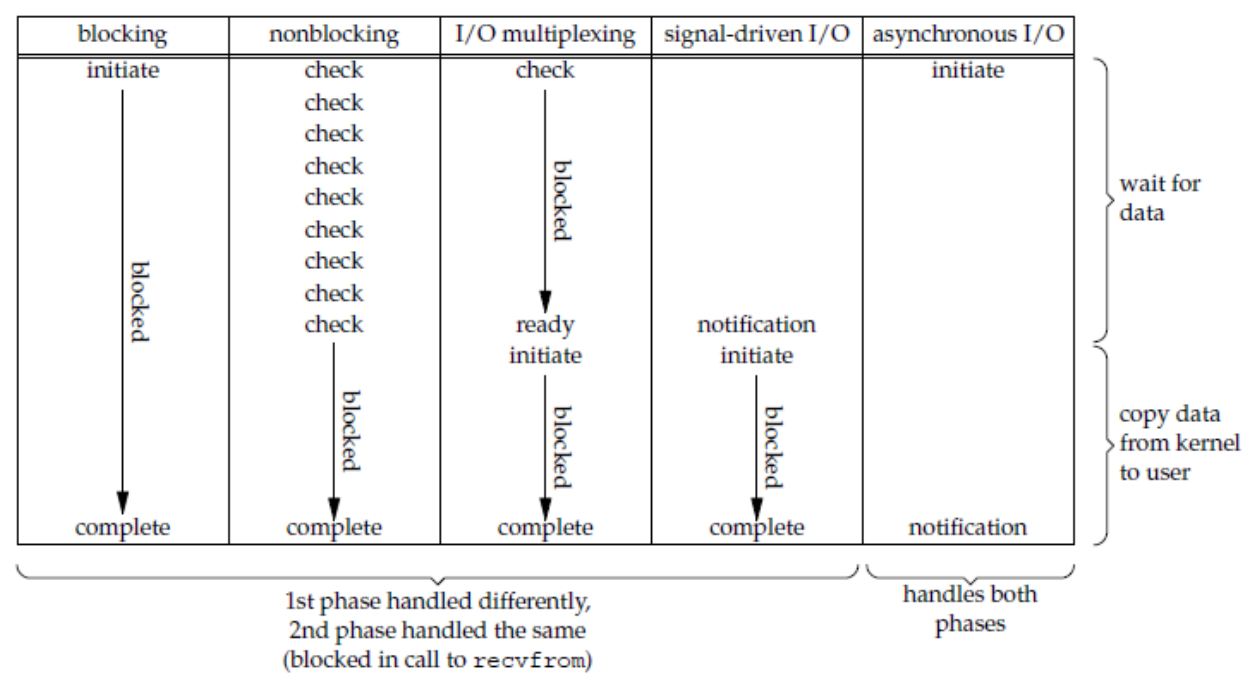 blocking nonblocking I/O multiplexing signal-driven I/O asynchronous I/O
initiate check check initiate
check
check
check
check
check
check
check
check ready notification
initiate initiate
blocked
blocked
blocked
blocked
blocked
complete complete complete complete notification
wait for
data
copy data
from kernel
to user
1st phase handled differently,
2nd phase handled the same
(blocked in call to recvfrom)
handles both
phases